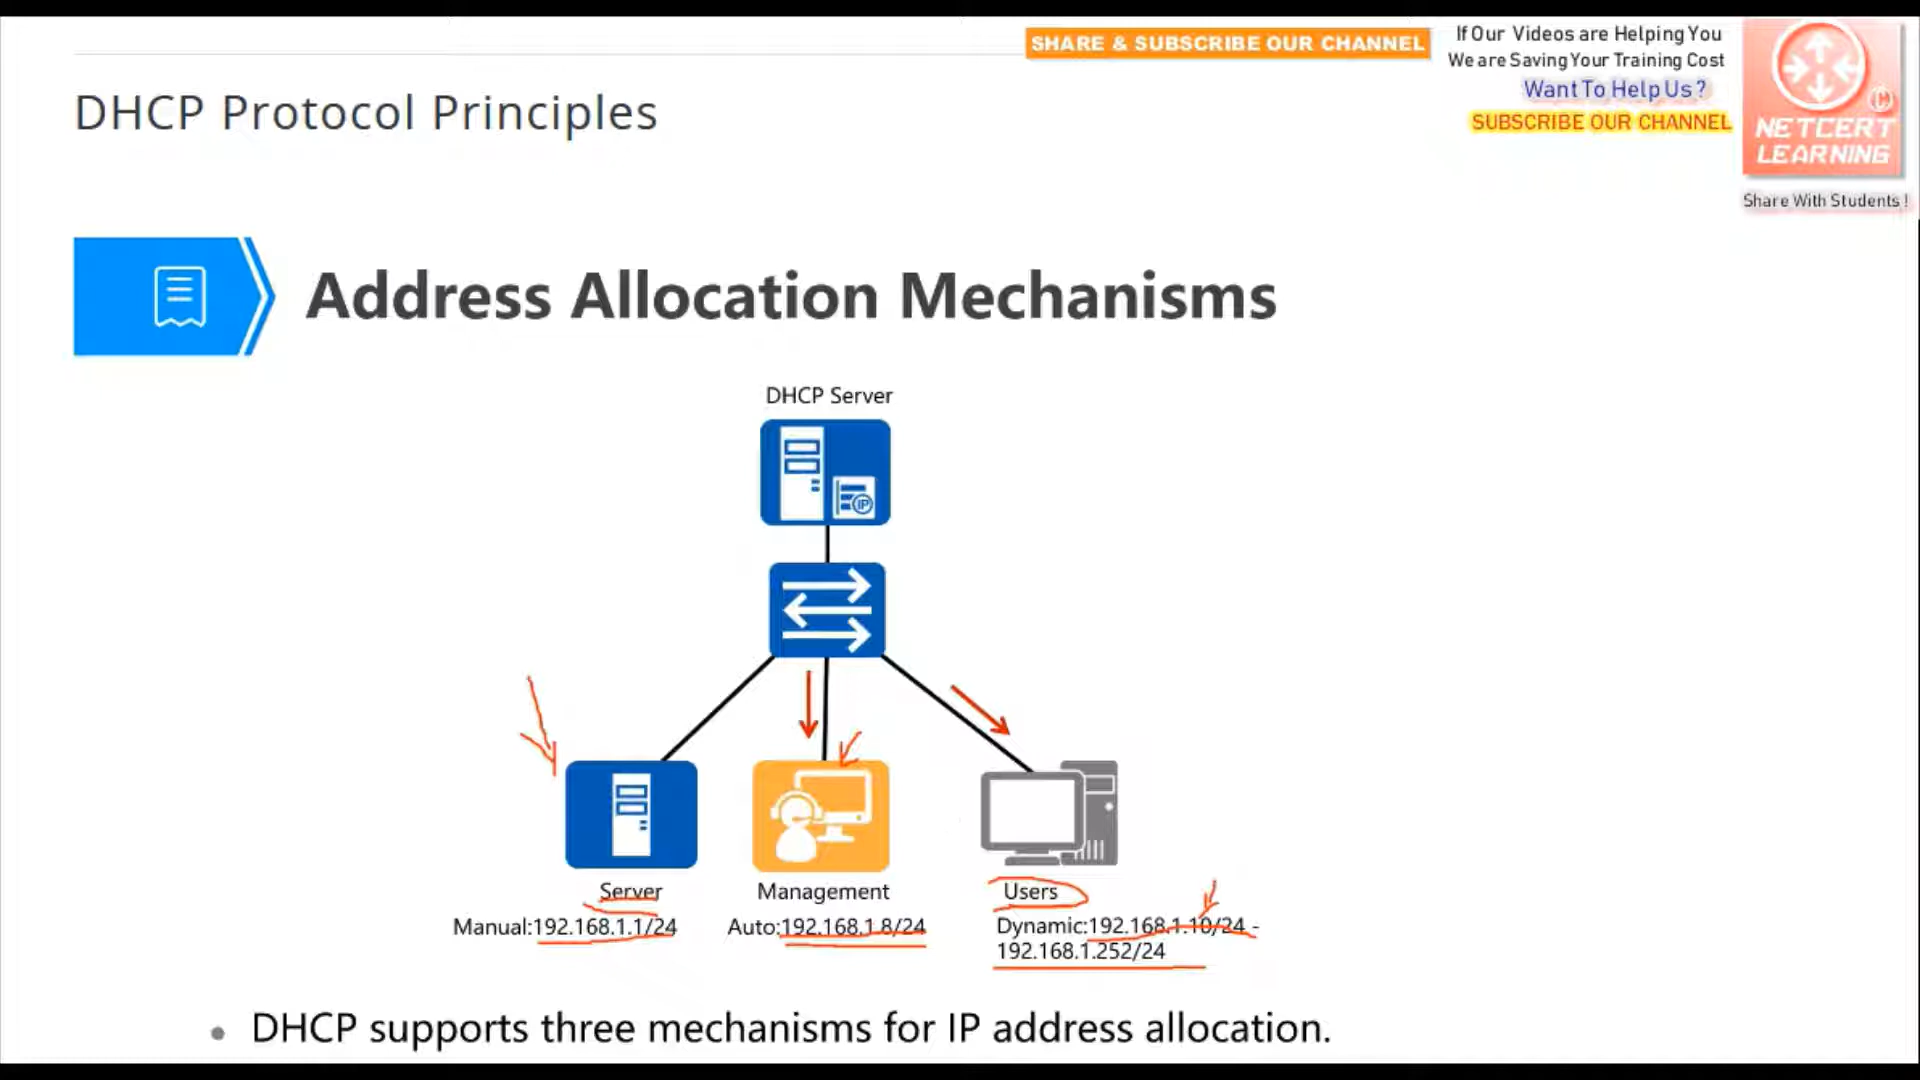 SHARE & SUBSCRIBE OUR CHANNEL
If Our Videos are Helping You
We are Saving Your Training Cost
Want To Help Us ?
SUBSCRIBE OUR CHANNEL
©
NETCERT
LEARNING
Share With Students !
DHCP Protocol Principles
Address Allocation Mechanisms
DHCP Server
IP
Server
Manual:192.168.1.1/24
Management
Auto:192.168.1.8/24
Users
Dynamic:192.168.1.10/24 -
192.168.1.252/24
• DHCP supports three mechanisms for IP address allocation.